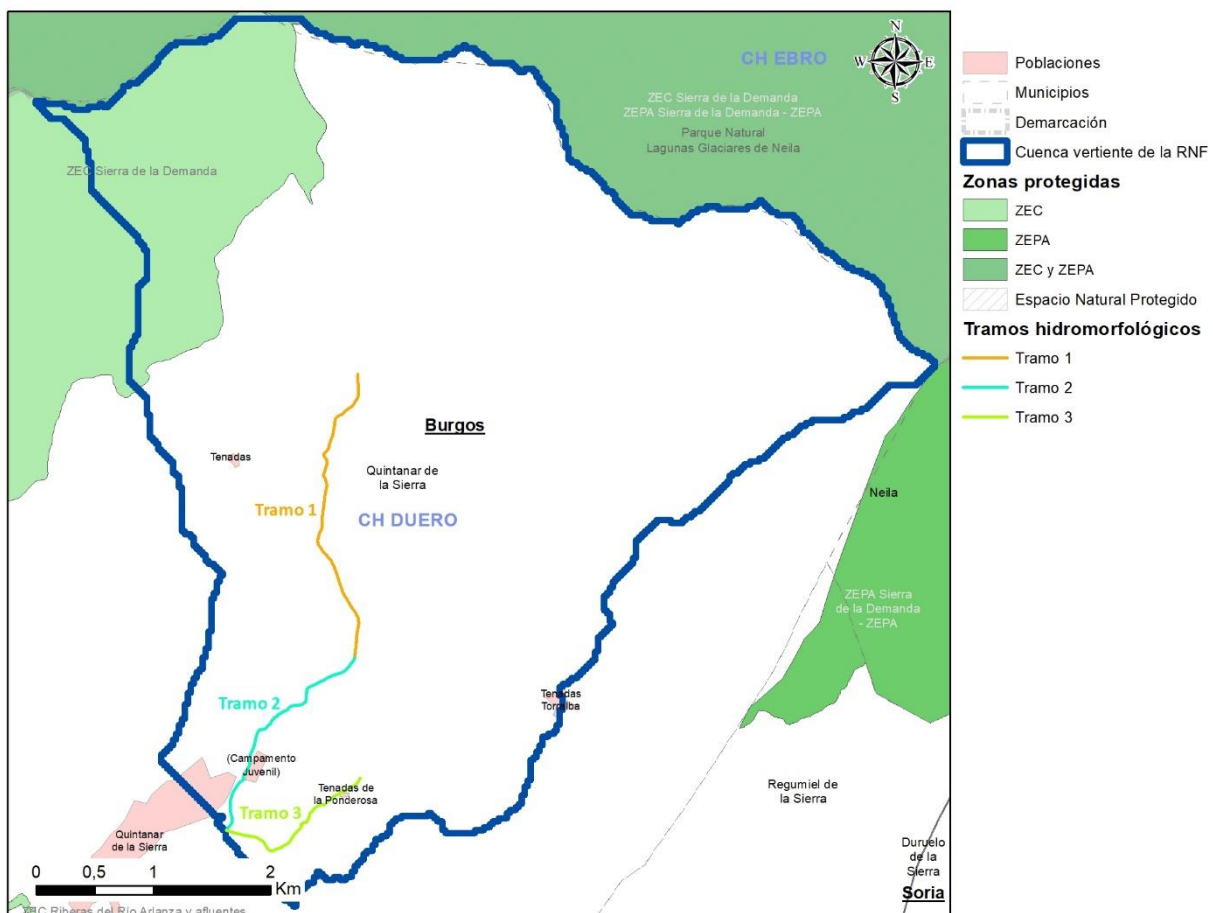 CH EBRO
N
W
E
S
ZEC Sierra de la Demanda
ZEPA Sierra de la Demanda - ZEPA
Parque Natural
Lagunas Glaciares de Neila
ZEC Sierra de la Demanda
Burgos
Tenadas
Quintanar de
la Sierra
Tramo 1
CH DUERO
Neila
ZEPA Sierra
de la Demanda
- ZEPA
Tramo 2
Tenadas
Torralba
(Campamento
Juvenil)
Tenadas de
la Ponderosa
Tramo 3
Regumiel de
la Sierra
Quintanar
de la Sierra
Duruelo
de la
Sierra
Soria
0 0,5 1 2
Km
ZEC Riberas del Río Arlanza y afluentes
Poblaciones
Municipios
Demarcación
Cuenca vertiente de la RNF
Zonas protegidas
ZEC
ZEPA
ZEC y ZEPA
Espacio Natural Protegido
Tramos hidromorfológicos
Tramo 1
Tramo 2
Tramo 3